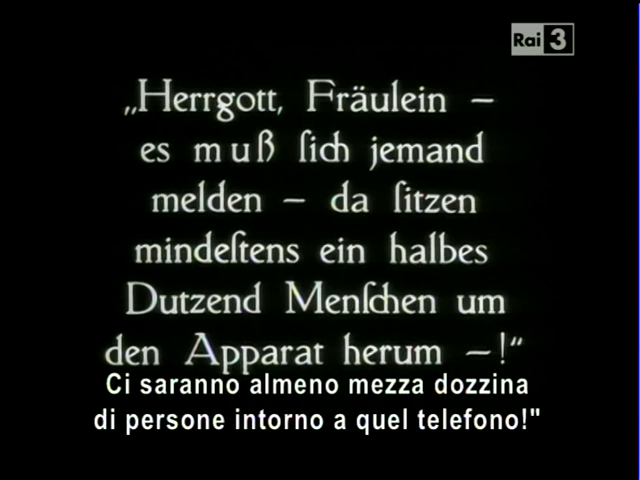 Rai 3
„Herrgott, Fräulein –
es muß ſich jemand
melden – da ſitzen
mindeſtens ein halbes
Dutzend Menſchen um
den Apparat herum – !“
Ci saranno almeno mezza dozzina
di persone intorno a quel telefono!"